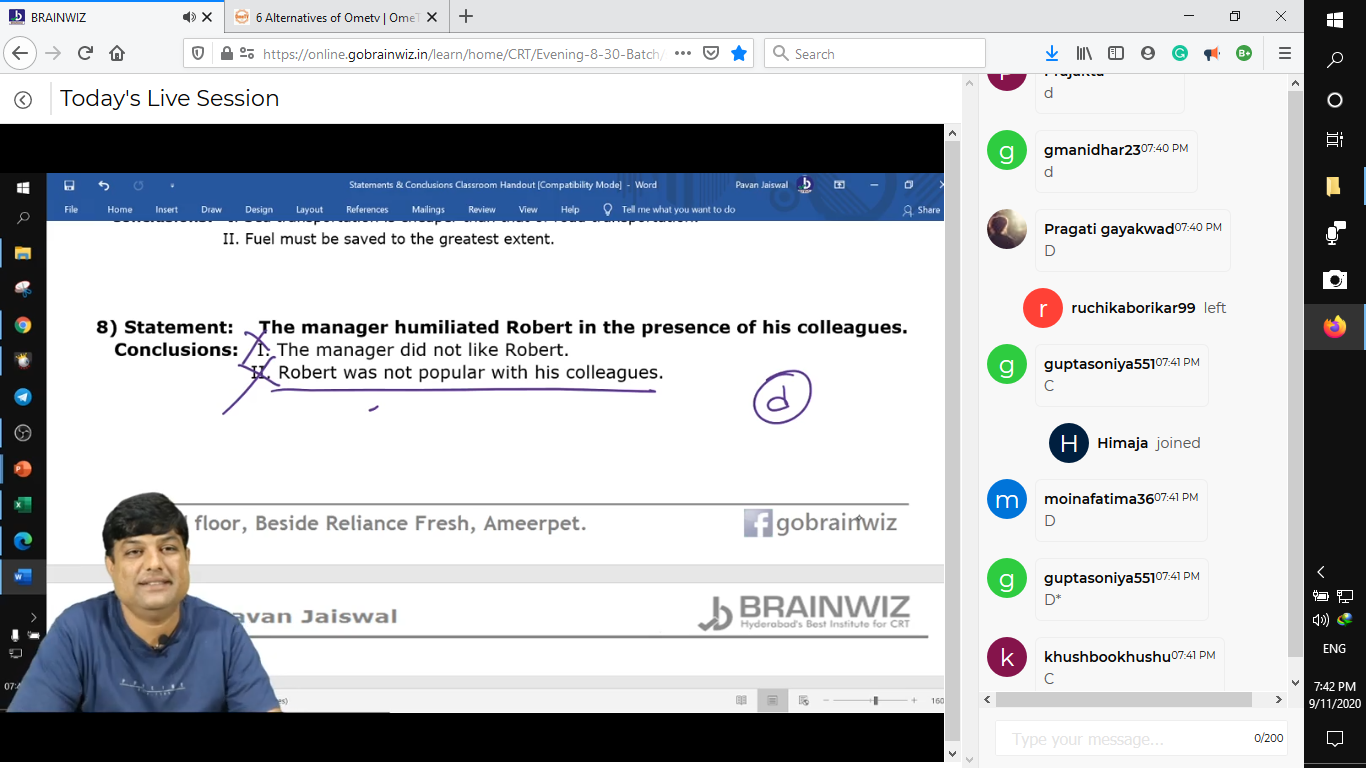 BRAINWIZ
6 Alternatives of Ometv | Ome
https://online.gobrainwiz.in/learn/home/CRT/Evening-8-30-Batch/
Search
Today's Live Session
Statements & Conclusions Classroom Handout [Compatibility Mode] - Word
Pavan Jaiswal
File Home Insert Draw Design Layout References Mailings Review View Help Tell me what you want to do
Share
II. Fuel must be saved to the greatest extent.
8) Statement: The manager humiliated Robert in the presence of his colleagues.
Conclusions: I. The manager did not like Robert.
II. Robert was not popular with his colleagues.
d
floor, Beside Reliance Fresh, Ameerpet.
gobrainwiz
avan Jaiswal
BRAINWIZ
Hyderabad's Best Institute for CRT
160
d
g
gmanidhar23 07:40 PM
d
Pragati gayakwad 07:40 PM
D
r
ruchikaborikar99 left
g
guptasoniya551 07:41 PM
C
H
Himaja joined
m
moinafatima36 07:41 PM
D
g
guptasoniya551 07:41 PM
D*
k
khushbookhushu 07:41 PM
C
Type your message...
0/200
ENG
7:42 PM
9/11/2020